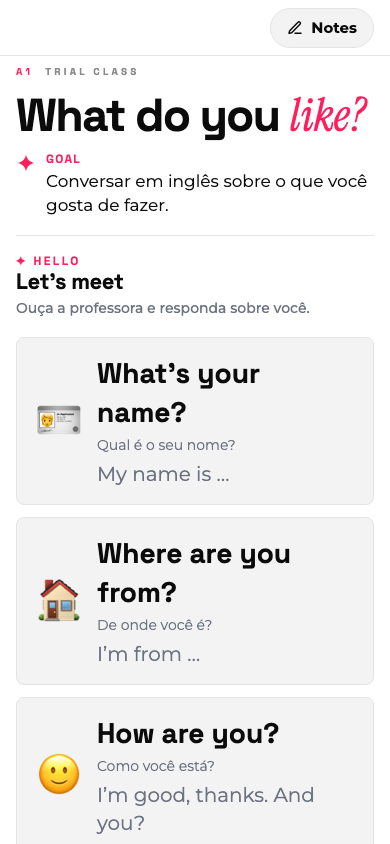 Notes
A1 TRIAL CLASS
What do you like?
GOAL
Conversar em inglês sobre o que você
gosta de fazer.
HELLO
Let's meet
Ouça a professora e responda sobre você.
What's your
name?
Qual é o seu nome?
My name is ...
Where are you
from?
De onde você é?
I'm from ...
How are you?
Como você está?
I'm good, thanks. And
you?